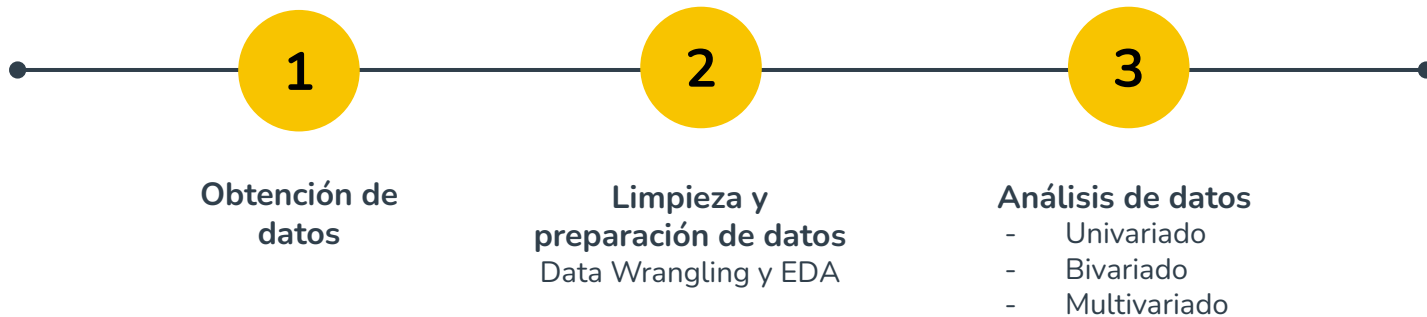 1
2
3
Obtención de
datos
Limpieza y
preparación de datos
Data Wrangling y EDA
Análisis de datos
- Univariado
- Bivariado
- Multivariado